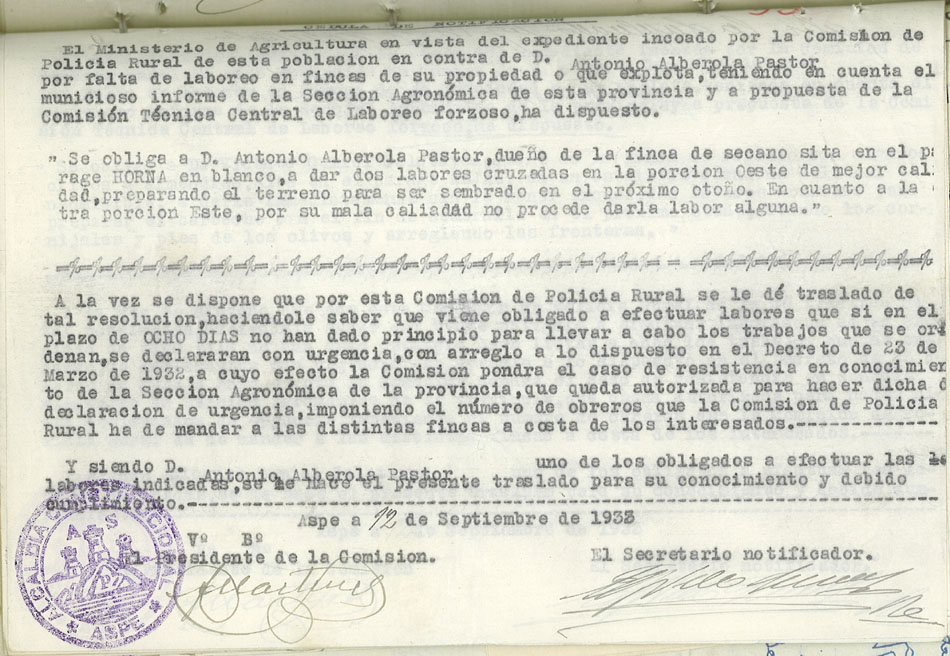 CEDULA DE NOTIFICACION
El Ministerio de Agricultura en vista del expediente incoado por la Comision de
Policia Rural de esta poblacion en contra de D. Antonio Alberola Pastor
por falta de laboreo en fincas de su propiedad o que explota,teniendo en cuenta el
municioso informe de la Seccion Agronómica de esta provincia y a propuesta de la
Comisión Técnica Central de Laboreo forzoso,ha dispuesto.
" Se obliga a D. Antonio Alberola Pastor,dueño de la finca de secano sita en el pa
rage HORNA en blanco,a dar dos labores cruzadas en la porcion Oeste de mejor cali
dad,preparando el terreno para ser sembrado en el próximo otoño. En cuanto a la
tra porcion Este, por su mala caliadád no procede darla labor alguna."
A la vez se dispone que por esta Comision de Policia Rural se le dé traslado de
tal resolucion,haciendole saber que viene obligado a efectuar labores que si en el
plazo de OCHO DIAS no han dado principio para llevar a cabo los trabajos que se or
denan,se declararan con urgencia,con arreglo a lo dispuesto en el Decreto de 23 de
Marzo de 1932,a cuyo efecto la Comision pondra el caso de resistencia en conocimien
to de la Seccion Agronómica de la provincia,que queda autorizada para hacer dicha d
declaracion de urgencia,imponiendo el número de obreros que la Comision de Policia
Rural ha de mandar a las distintas fincas a costa de los interesados.
Y siendo D. Antonio Alberola Pastor uno de los obligados a efectuar las
labores indicadas,se le hace el presente traslado para su conocimiento y debido
cumplimiento.
Aspe a 12 de Septiembre de 1933
Vº Bº
El Presidente de la Comision. El Secretario notificador.
ALCALDÍA CONSTITUCIONAL
A S
ASPE